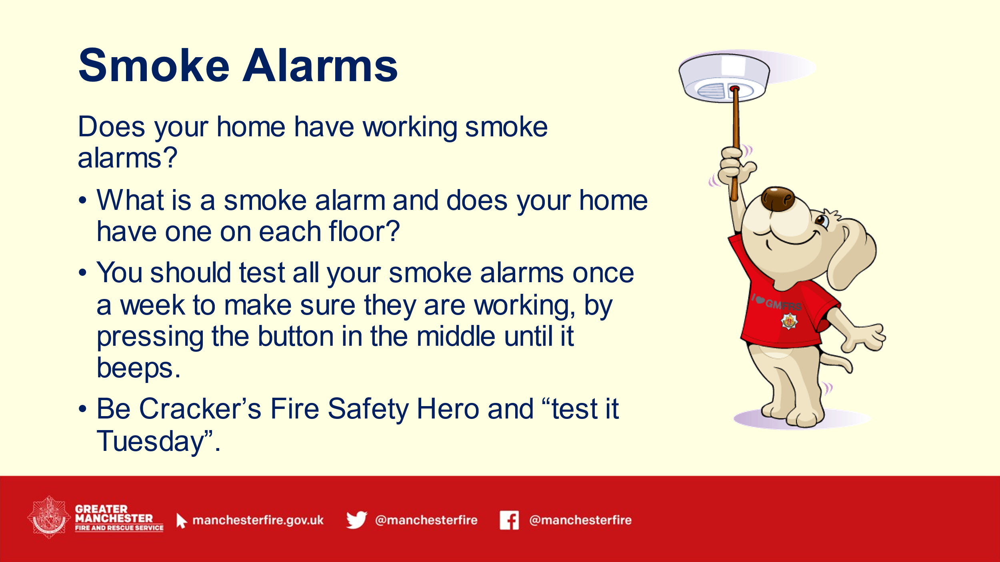 Smoke Alarms
Does your home have working smoke
alarms?
• What is a smoke alarm and does your home
have one on each floor?
• You should test all your smoke alarms once
a week to make sure they are working, by
pressing the button in the middle until it
beeps.
• Be Cracker’s Fire Safety Hero and “test it
Tuesday”.
I ♥ GMFRS
GREATER
MANCHESTER
FIRE AND RESCUE SERVICE
manchesterfire.gov.uk
@manchesterfire
@manchesterfire